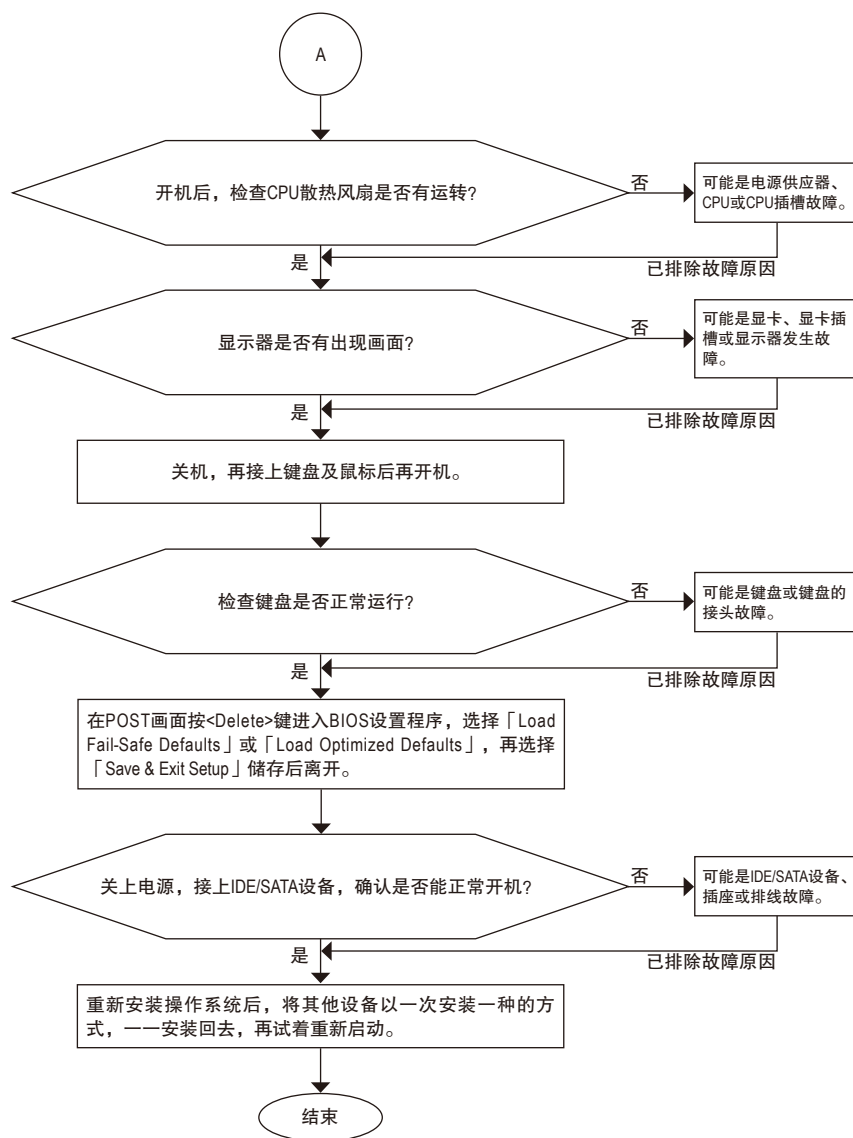 A
开机后，检查CPU散热风扇是否有运转？
否
可能是电源供应器、
CPU或CPU插槽故障。
是
已排除故障原因
显示器是否有出现画面？
否
可能是显卡、显卡插
槽或显示器发生故
障。
是
已排除故障原因
关机，再接上键盘及鼠标后再开机。
检查键盘是否正常运行？
否
可能是键盘或键盘的
接头故障。
是
已排除故障原因
在POST画面按<Delete>键进入BIOS设置程序，选择「Load
Fail-Safe Defaults」或「Load Optimized Defaults」，再选择
「Save & Exit Setup」储存后离开。
关上电源，接上IDE/SATA设备，确认是否能正常开机？
否
可能是IDE/SATA设备、
插座或排线故障。
是
已排除故障原因
重新安装操作系统后，将其他设备以一次安装一种的方
式，一一安装回去，再试着重新启动。
结束